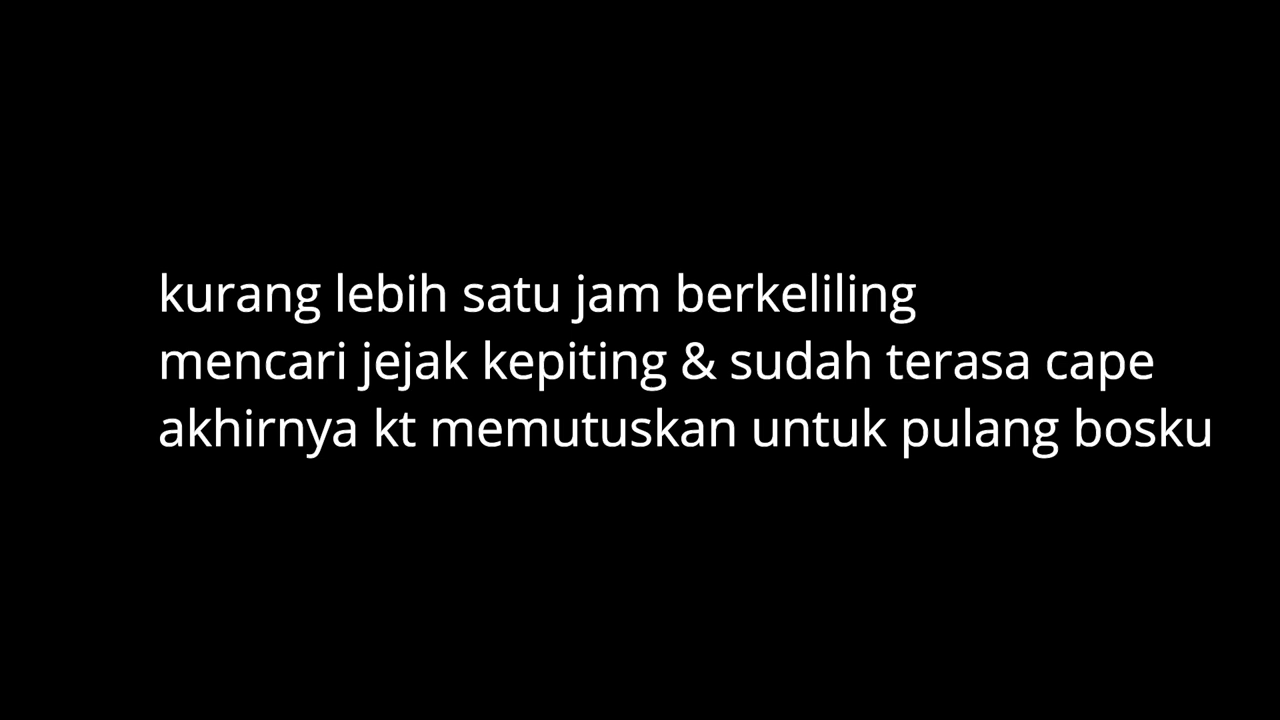 kurang lebih satu jam berkeliling
mencari jejak kepiting & sudah terasa cape
akhirnya kt memutuskan untuk pulang bosku